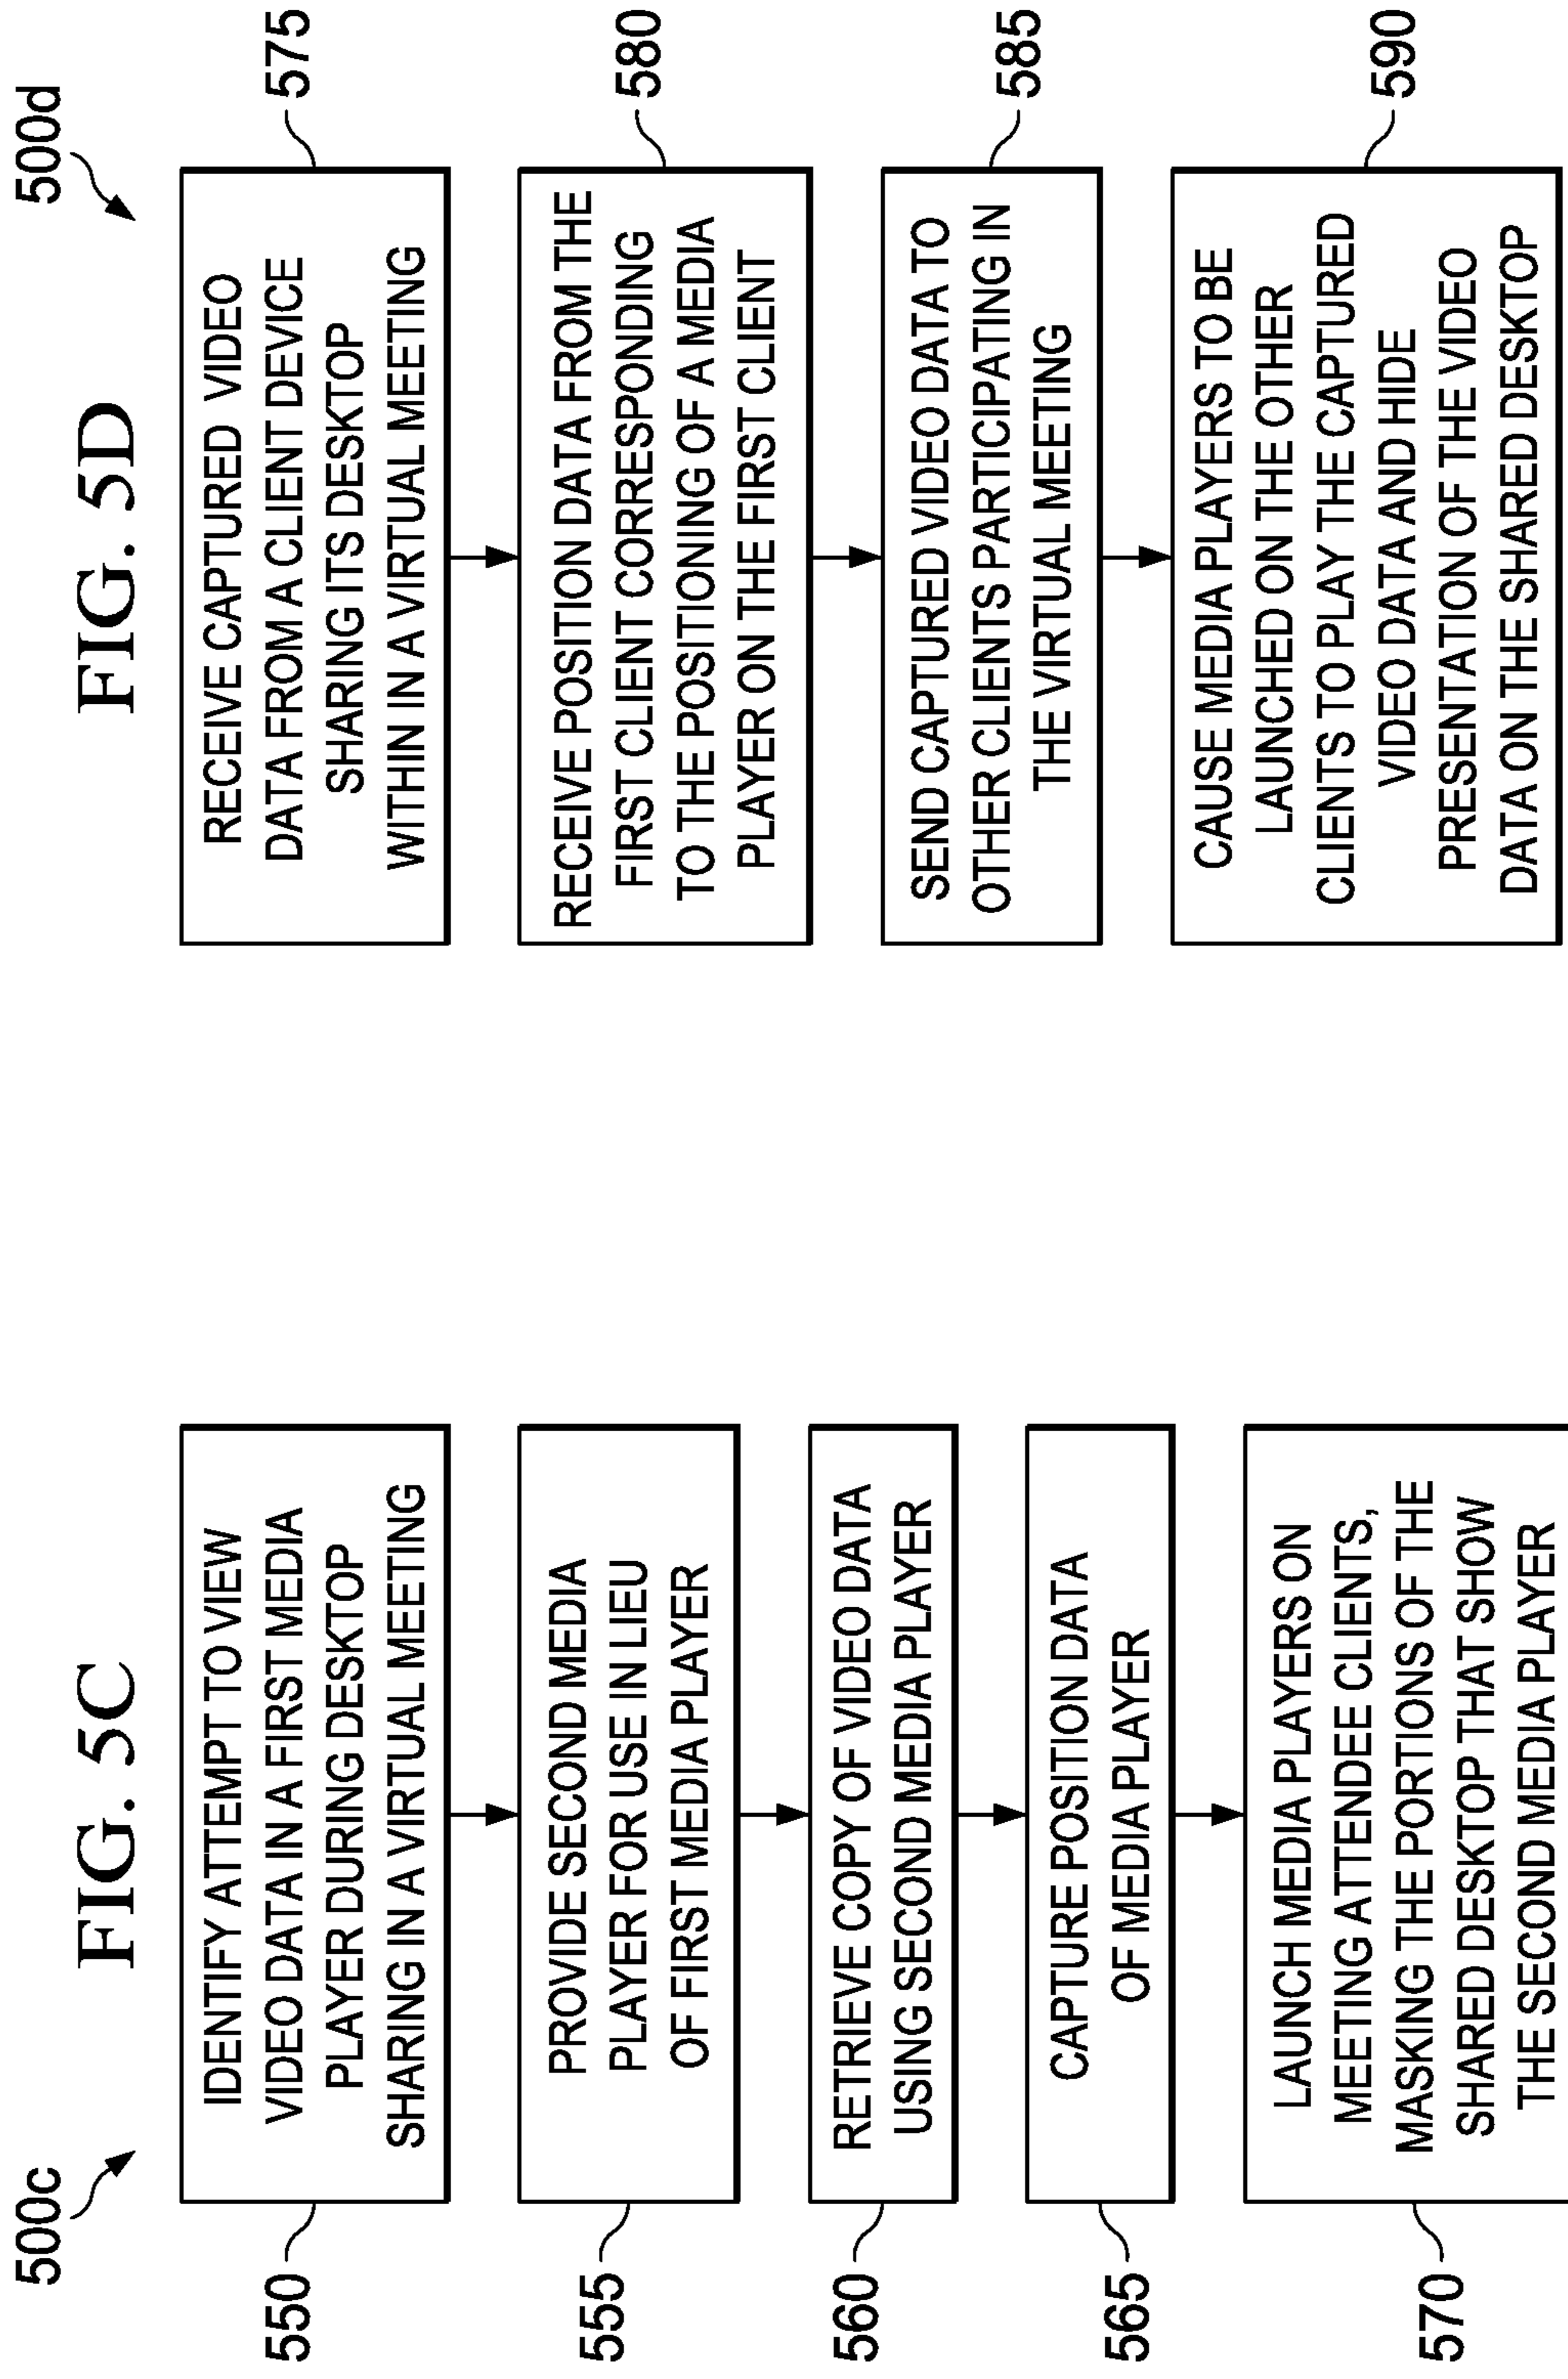 500c
FIG. 5C
550
IDENTIFY ATTEMPT TO VIEW
VIDEO DATA IN A FIRST MEDIA
PLAYER DURING DESKTOP
SHARING IN A VIRTUAL MEETING
555
PROVIDE SECOND MEDIA
PLAYER FOR USE IN LIEU
OF FIRST MEDIA PLAYER
560
RETRIEVE COPY OF VIDEO DATA
USING SECOND MEDIA PLAYER
565
CAPTURE POSITION DATA
OF MEDIA PLAYER
570
LAUNCH MEDIA PLAYERS ON
MEETING ATTENDEE CLIENTS,
MASKING THE PORTIONS OF THE
SHARED DESKTOP THAT SHOW
THE SECOND MEDIA PLAYER
500d
FIG. 5D
RECEIVE CAPTURED VIDEO
DATA FROM A CLIENT DEVICE
SHARING ITS DESKTOP
WITHIN IN A VIRTUAL MEETING
575
RECEIVE POSITION DATA FROM THE
FIRST CLIENT CORRESPONDING
TO THE POSITIONING OF A MEDIA
PLAYER ON THE FIRST CLIENT
580
SEND CAPTURED VIDEO DATA TO
OTHER CLIENTS PARTICIPATING IN
THE VIRTUAL MEETING
585
CAUSE MEDIA PLAYERS TO BE
LAUNCHED ON THE OTHER
CLIENTS TO PLAY THE CAPTURED
VIDEO DATA AND HIDE
PRESENTATION OF THE VIDEO
DATA ON THE SHARED DESKTOP
590